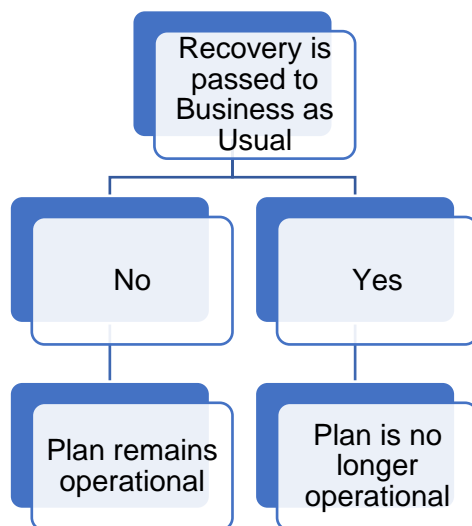 Recovery is
passed to
Business as
Usual
No
Yes
Plan remains
operational
Plan is no
longer
operational